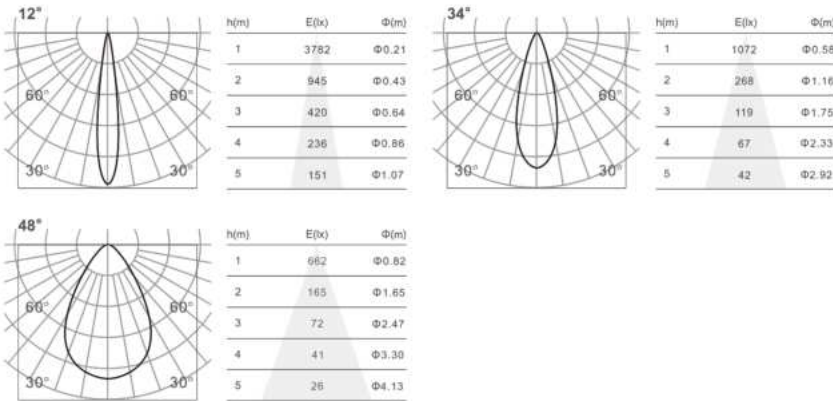 12°
h(m) E(lx) Φ(m)
1 3782 Φ0.21
2 945 Φ0.43
3 420 Φ0.64
4 236 Φ0.86
5 151 Φ1.07
60° 60°
30° 30°
34°
h(m) E(lx) Φ(m)
1 1072 Φ0.58
2 268 Φ1.16
3 119 Φ1.75
4 67 Φ2.33
5 42 Φ2.92
60° 60°
30° 30°
48°
h(m) E(lx) Φ(m)
1 662 Φ0.82
2 165 Φ1.65
3 72 Φ2.47
4 41 Φ3.30
5 26 Φ4.13
60° 60°
30° 30°